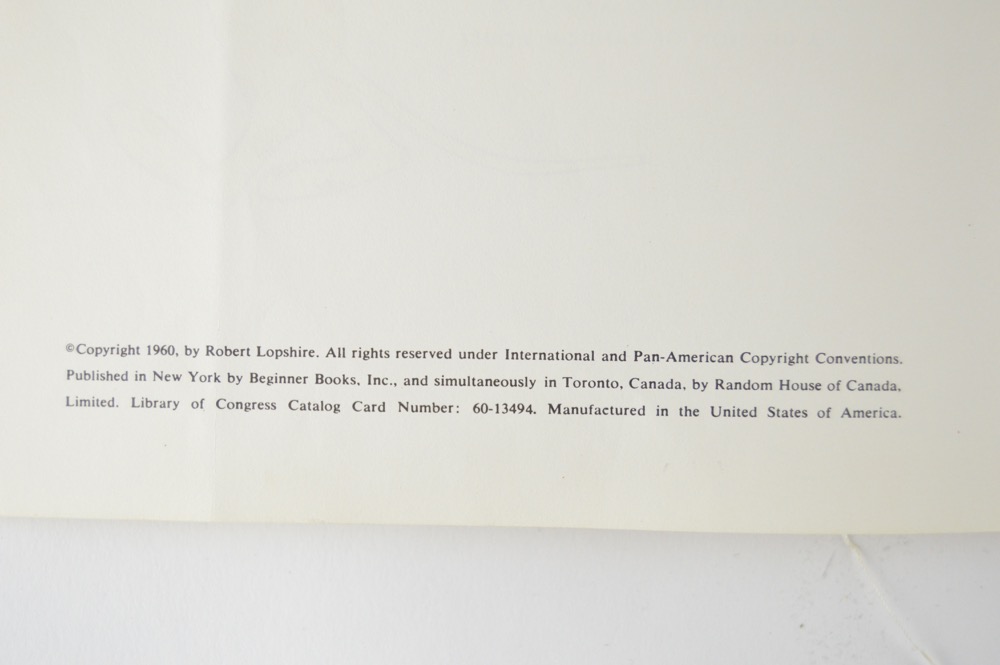 ©Copyright 1960, by Robert Lopshire. All rights reserved under International and Pan-American Copyright Conventions.
Published in New York by Beginner Books, Inc., and simultaneously in Toronto, Canada, by Random House of Canada,
Limited. Library of Congress Catalog Card Number: 60-13494. Manufactured in the United States of America.